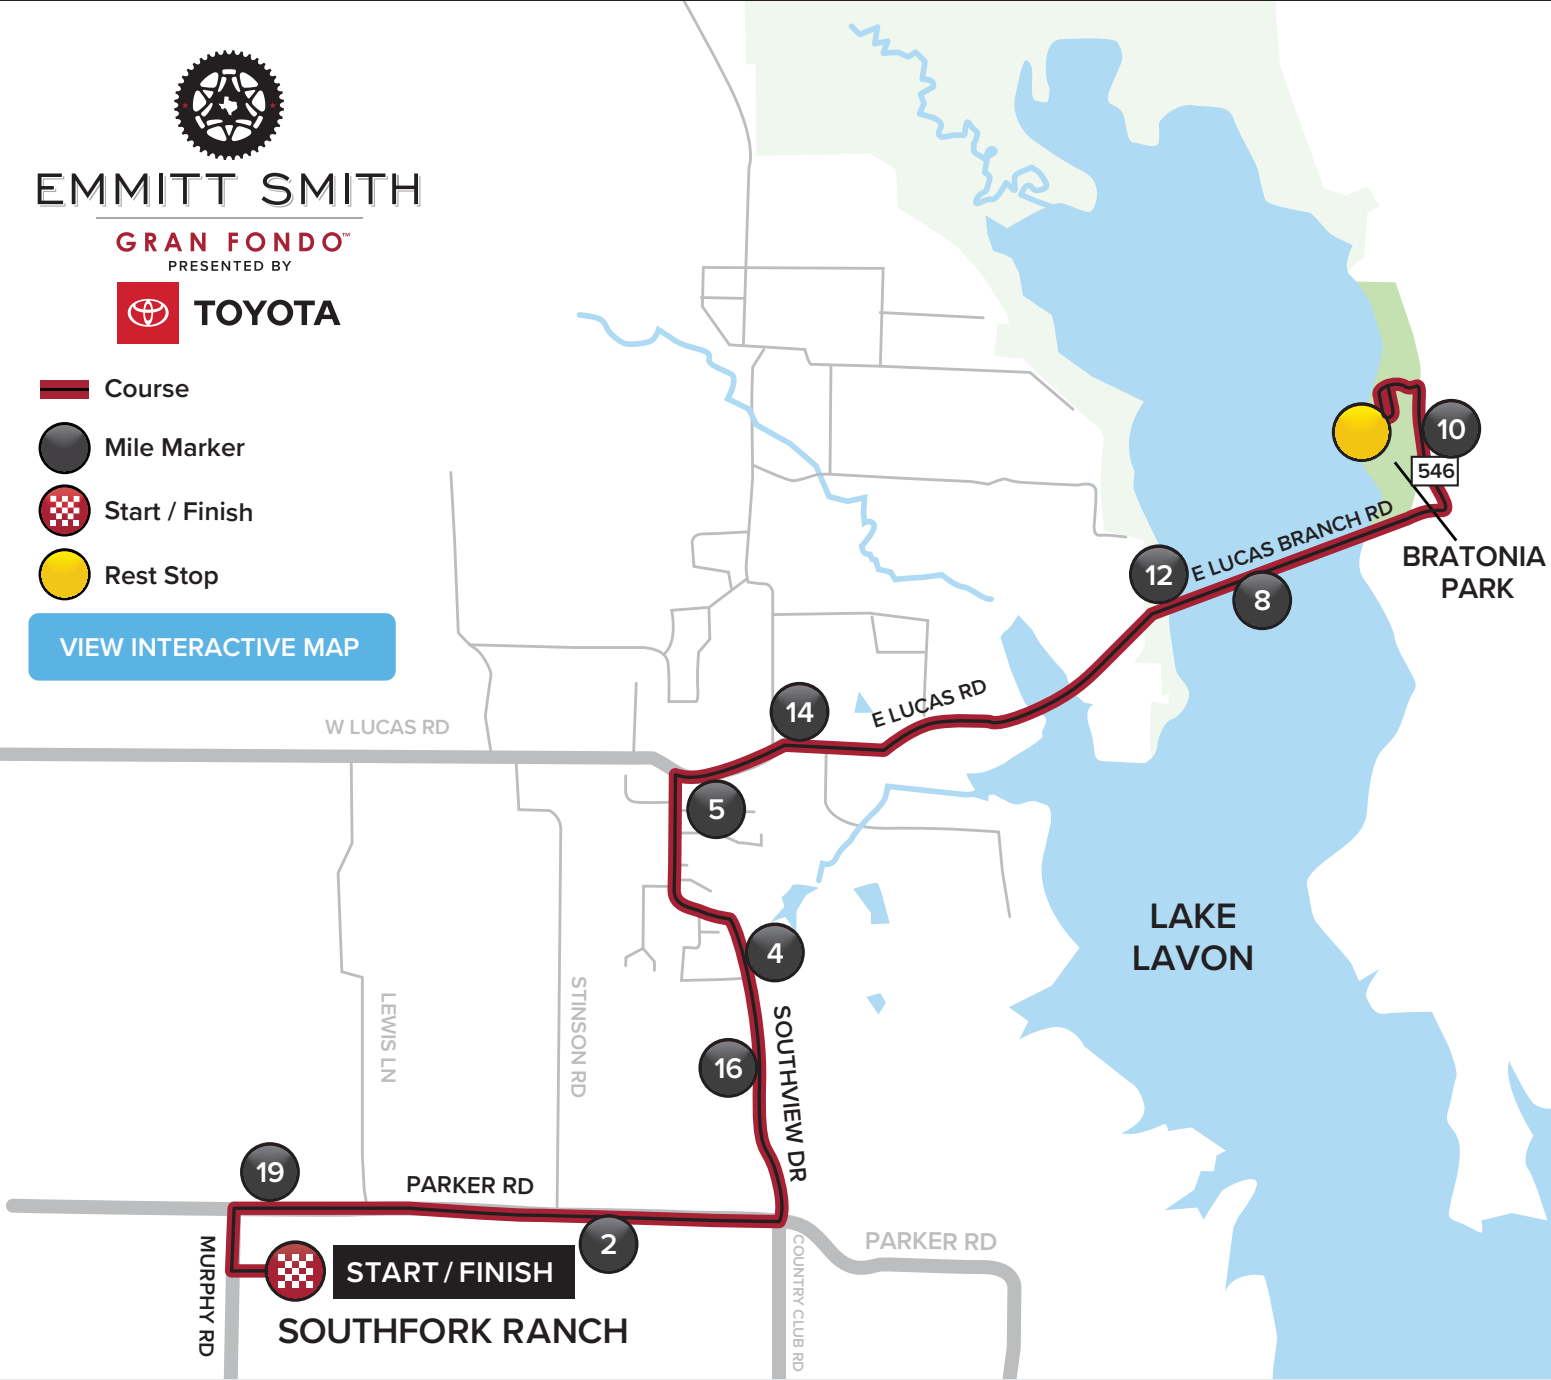 EMMITT SMITH
GRAN FONDO™
PRESENTED BY
TOYOTA
Course
Mile Marker
Start / Finish
Rest Stop
VIEW INTERACTIVE MAP
10
546
E LUCAS BRANCH RD
BRATONIA
PARK
12
8
E LUCAS RD
14
W LUCAS RD
5
LAKE
LAVON
4
LEWIS LN
STINSON RD
SOUTHVIEW DR
16
19
PARKER RD
2
PARKER RD
MURPHY RD
START / FINISH
COUNTRY CLUB RD
SOUTHFORK RANCH